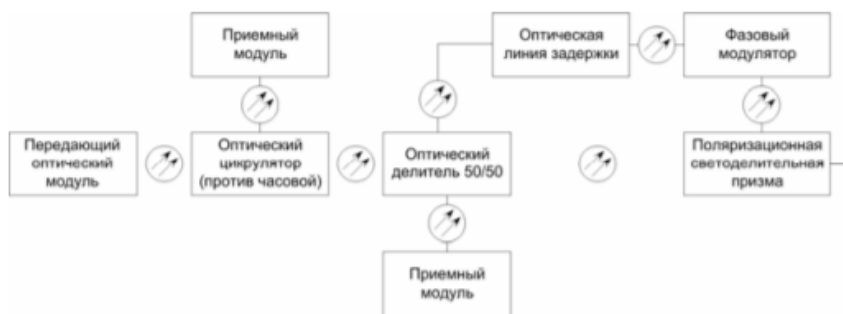 Приемный
модуль
Оптическая
линия задержки
Фазовый
модулятор
Передающий
оптический
модуль
Оптический
цикрулятор
(против часовой)
Оптический
делитель 50/50
Поляризационная
светоделительная
призма
Приемный
модуль